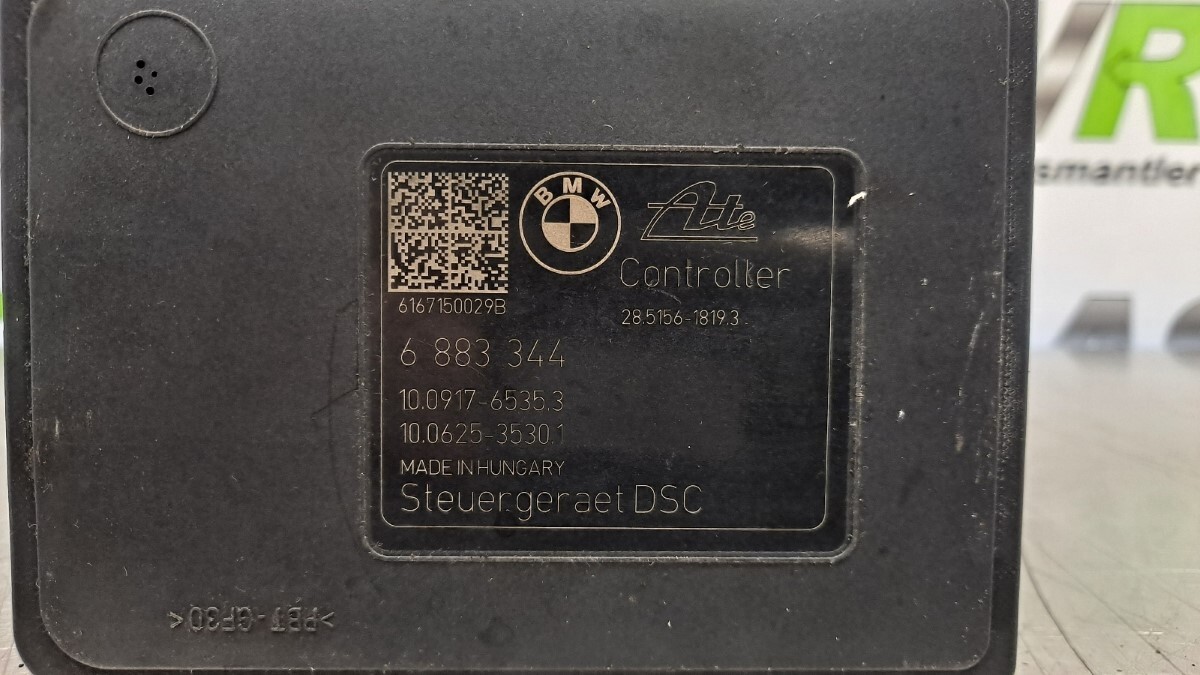 BMW
Ate
Controller
6167150029B
28.5156-1819.3
6 883 344
10.0917-6535.3
10.0625-3530.1
MADE IN HUNGARY
Steuergeraet DSC
>PBT-GF30<
R
smantler